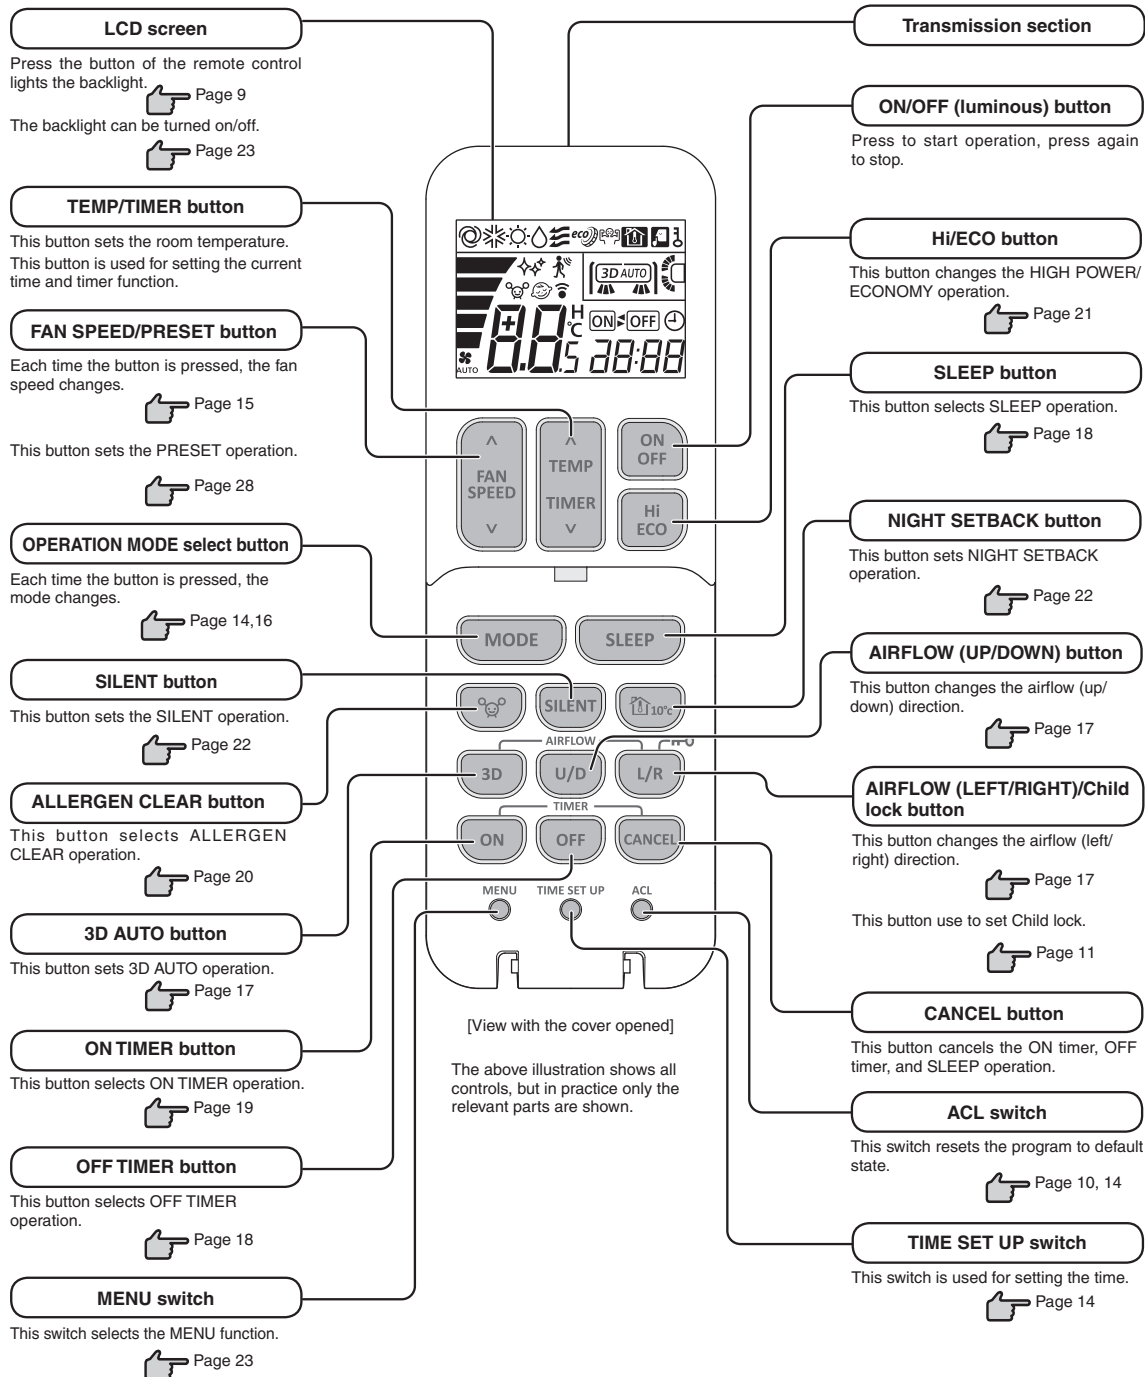 LCD screen
Press the button of the remote control
lights the backlight.
Page 9
The backlight can be turned on/off.
Page 23
TEMP/TIMER button
This button sets the room temperature.
This button is used for setting the current
time and timer function.
FAN SPEED/PRESET button
Each time the button is pressed, the fan
speed changes.
Page 15
This button sets the PRESET operation.
Page 28
OPERATION MODE select button
Each time the button is pressed, the
mode changes.
Page 14,16
SILENT button
This button sets the SILENT operation.
Page 22
ALLERGEN CLEAR button
This button selects ALLERGEN
CLEAR operation.
Page 20
3D AUTO button
This button sets 3D AUTO operation.
Page 17
ON TIMER button
This button selects ON TIMER operation.
Page 19
OFF TIMER button
This button selects OFF TIMER
operation.
Page 18
MENU switch
This switch selects the MENU function.
Page 23
eco
3D AUTO
H
°C
ON OFF
AUTO
8.8.5 88:88
FAN
SPEED
TEMP
TIMER
ON
OFF
Hi
ECO
MODE
SLEEP
SILENT
10°c
AIRFLOW
3D
U/D
L/R
TIMER
ON
OFF
CANCEL
MENU
TIME SET UP
ACL
[View with the cover opened]
The above illustration shows all
controls, but in practice only the
relevant parts are shown.
Transmission section
ON/OFF (luminous) button
Press to start operation, press again
to stop.
Hi/ECO button
This button changes the HIGH POWER/
ECONOMY operation.
Page 21
SLEEP button
This button selects SLEEP operation.
Page 18
NIGHT SETBACK button
This button sets NIGHT SETBACK
operation.
Page 22
AIRFLOW (UP/DOWN) button
This button changes the airflow (up/
down) direction.
Page 17
AIRFLOW (LEFT/RIGHT)/Child
lock button
This button changes the airflow (left/
right) direction.
Page 17
This button use to set Child lock.
Page 11
CANCEL button
This button cancels the ON timer, OFF
timer, and SLEEP operation.
ACL switch
This switch resets the program to default
state.
Page 10, 14
TIME SET UP switch
This switch is used for setting the time.
Page 14